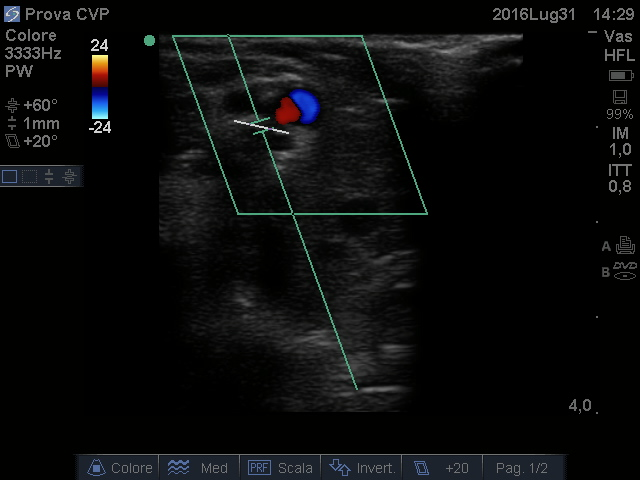 Prova CVP 2016Lug31 14:29
Colore
3333Hz
PW
24
-24
+60°
1mm
+20°
Vas
HFL
99%
IM
1,0
ITT
0,8
A
B DVD
4,0
Colore Med PRF Scala Invert. +20 Pag. 1/2